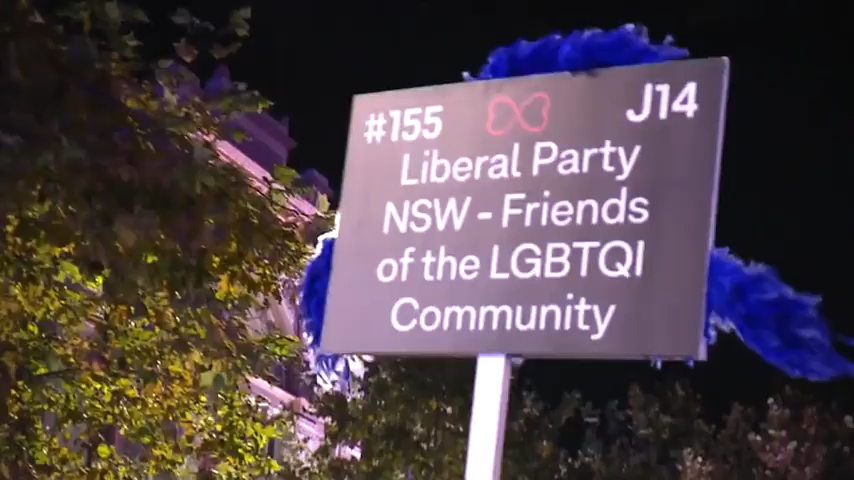 #155 J14
Liberal Party
NSW - Friends
of the LGBTQI
Community